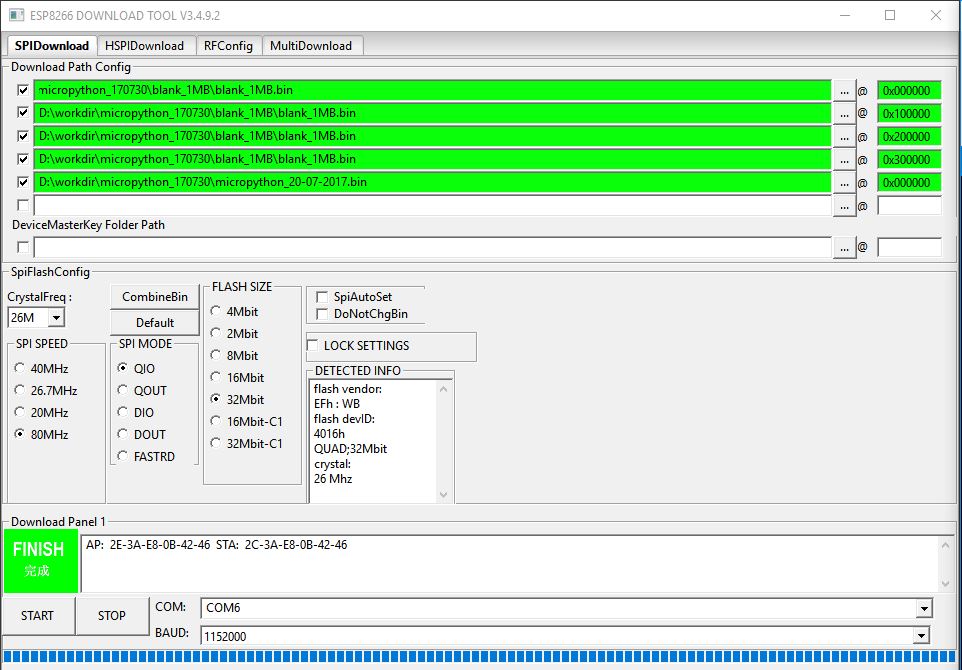 ESP8266 DOWNLOAD TOOL V3.4.9.2
SPIDownload HSPIDownload RFConfig MultiDownload
Download Path Config
micropython_170730\blank_1MB\blank_1MB.bin ... @ 0x000000
D:\workdir\micropython_170730\blank_1MB\blank_1MB.bin ... @ 0x100000
D:\workdir\micropython_170730\blank_1MB\blank_1MB.bin ... @ 0x200000
D:\workdir\micropython_170730\blank_1MB\blank_1MB.bin ... @ 0x300000
D:\workdir\micropython_170730\micropython_20-07-2017.bin ... @ 0x000000
... @
DeviceMasterKey Folder Path
... @
SpiFlashConfig
CrystalFreq :
26M
CombineBin
Default
SPI SPEED
40MHz
26.7MHz
20MHz
80MHz
SPI MODE
QIO
QOUT
DIO
DOUT
FASTRD
FLASH SIZE
4Mbit
2Mbit
8Mbit
16Mbit
32Mbit
16Mbit-C1
32Mbit-C1
SpiAutoSet
DoNotChgBin
LOCK SETTINGS
DETECTED INFO
flash vendor:
EFh : WB
flash devID:
4016h
QUAD;32Mbit
crystal:
26 Mhz
Download Panel 1
FINISH
完成
AP: 2E-3A-E8-0B-42-46 STA: 2C-3A-E8-0B-42-46
START STOP
COM: COM6
BAUD: 1152000